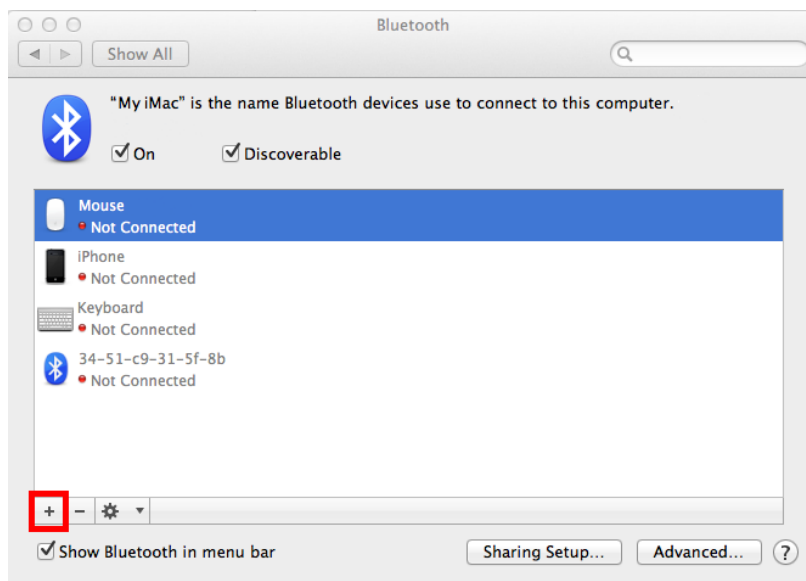 Bluetooth
Show All
“My iMac” is the name Bluetooth devices use to connect to this computer.
On Discoverable
Mouse
Not Connected
iPhone
Not Connected
Keyboard
Not Connected
34-51-c9-31-5f-8b
Not Connected
+ −
Show Bluetooth in menu bar Sharing Setup... Advanced... ?